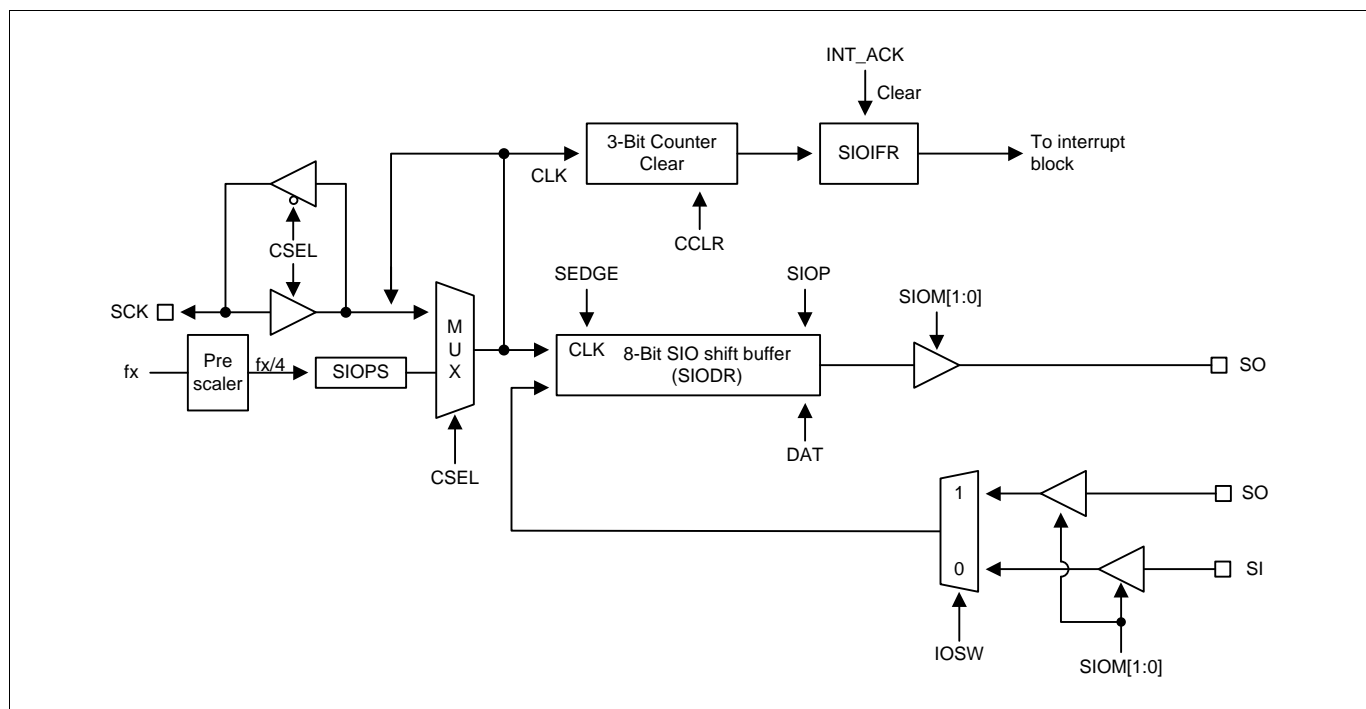 INT_ACK
Clear
3-Bit Counter
Clear
SIOIFR
To interrupt
block
CLK
CCLR
CSEL
SEDGE
SIOP
SIOM[1:0]
SCK
M
U
X
CLK
8-Bit SIO shift buffer
(SIODR)
SO
fx
Pre
scaler
fx/4
SIOPS
CSEL
DAT
1
SO
0
SI
IOSW
SIOM[1:0]